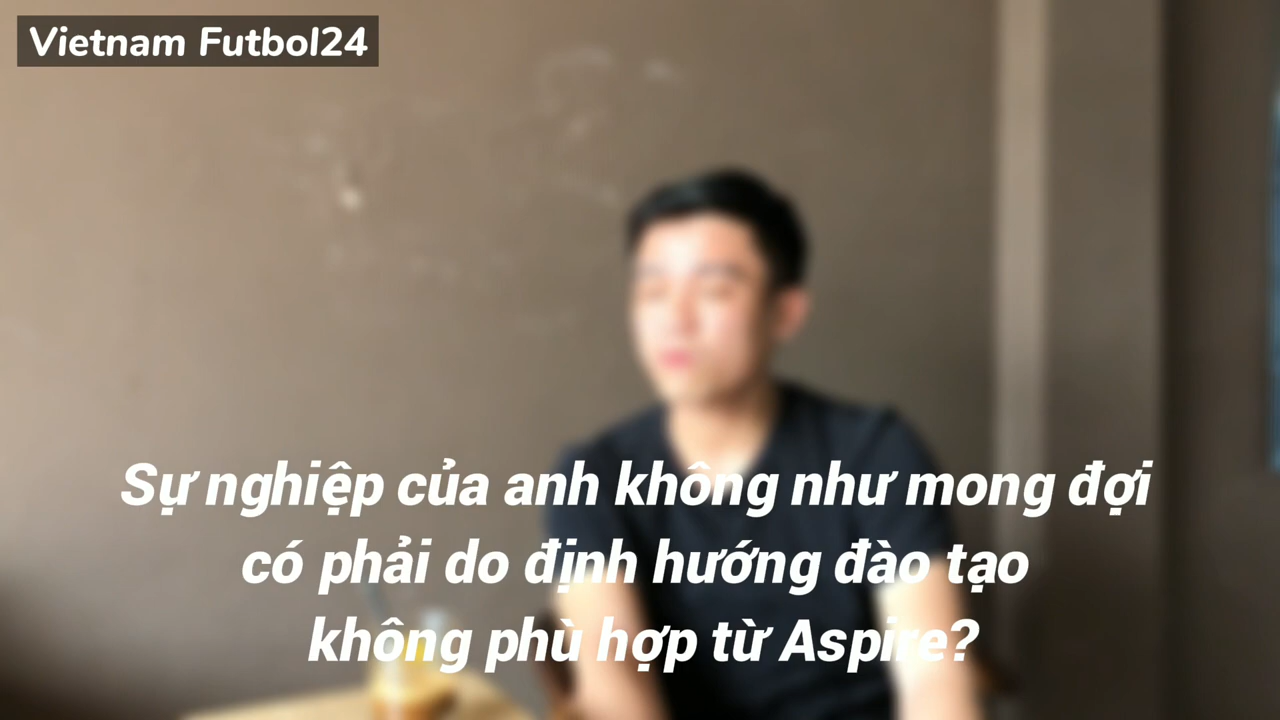 Vietnam Futbol24
Sự nghiệp của anh không như mong đợi
có phải do định hướng đào tạo
không phù hợp từ Aspire?